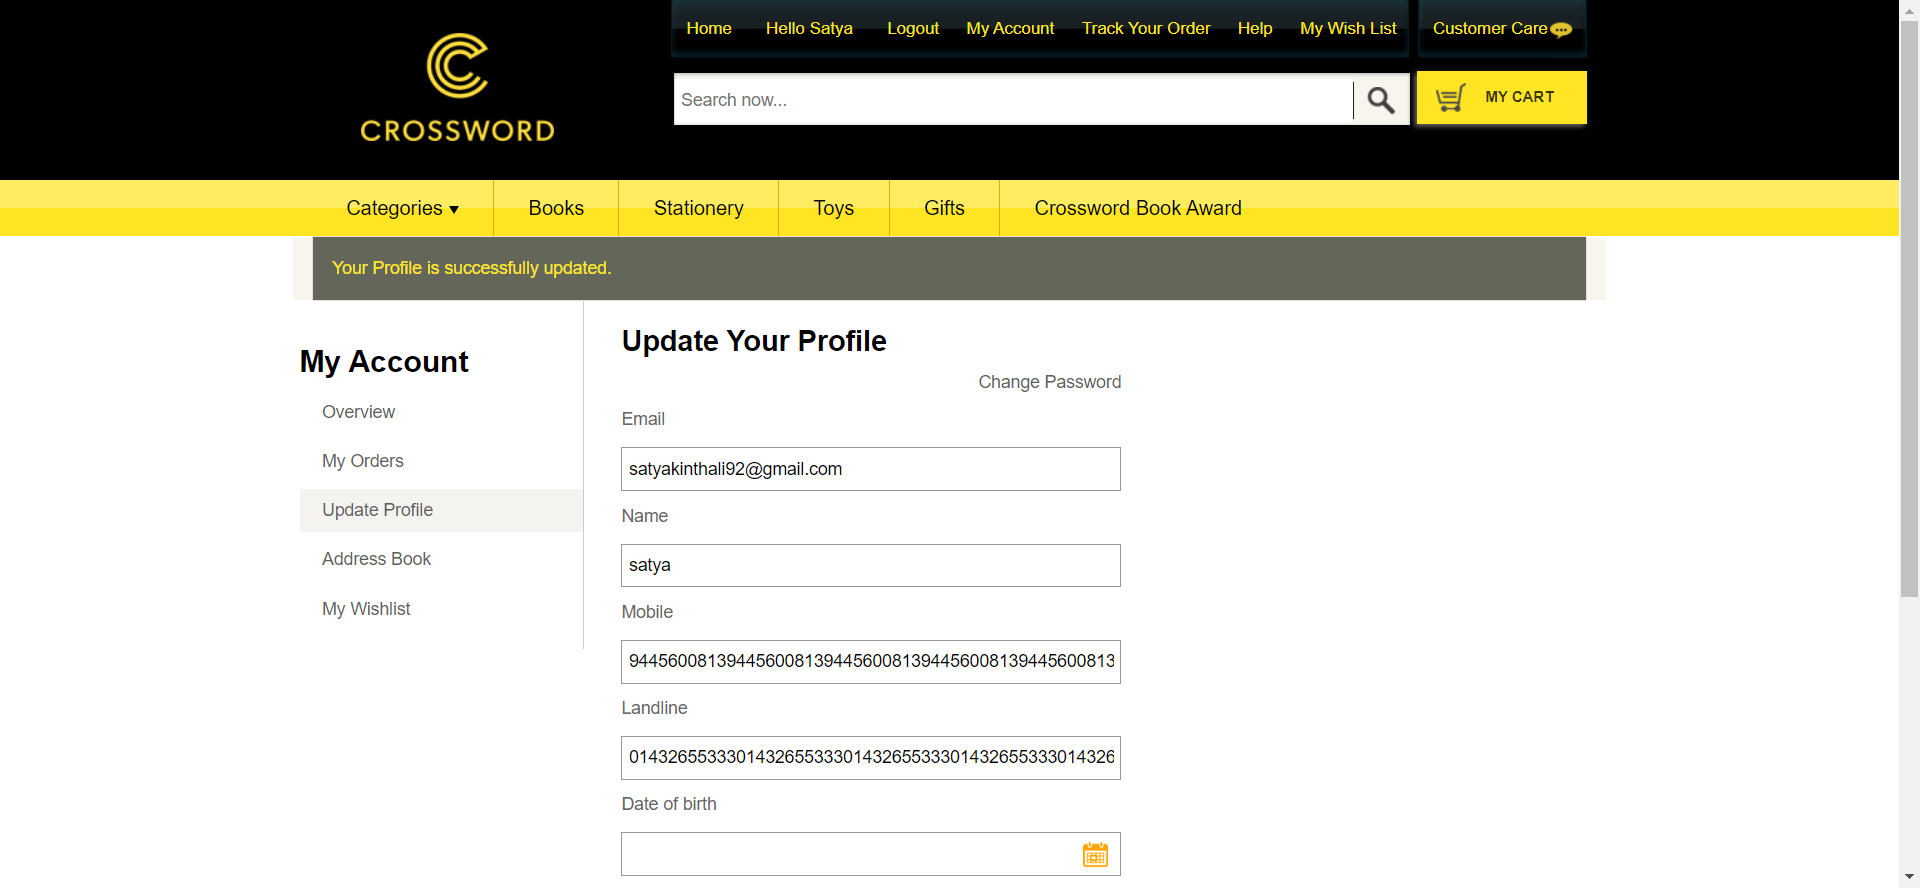 Home Hello Satya Logout My Account Track Your Order Help My Wish List Customer Care
CROSSWORD
Search now...
MY CART
Categories Books Stationery Toys Gifts Crossword Book Award
Your Profile is successfully updated.
My Account
Overview
My Orders
Update Profile
Address Book
My Wishlist
Update Your Profile
Change Password
Email
satyakinthali92@gmail.com
Name
satya
Mobile
94456008139445600813944560081394456008139445600813
Landline
01432655333014326553330143265533301432655333014326
Date of birth